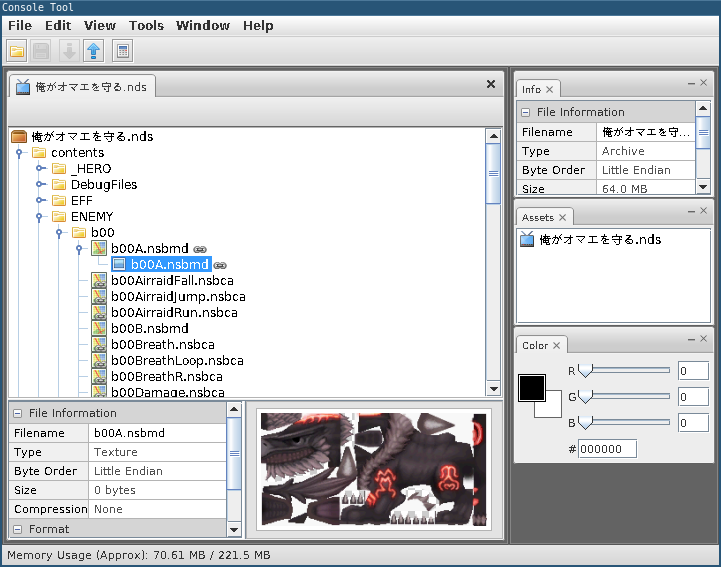 Console Tool
File Edit View Tools Window Help
俺がオマエを守る.nds
俺がオマエを守る.nds
contents
_HERO
DebugFiles
EFF
ENEMY
b00
b00A.nsbmd
b00A.nsbmd
b00AirraidFall.nsbca
b00AirraidJump.nsbca
b00AirraidRun.nsbca
b00B.nsbmd
b00Breath.nsbca
b00BreathLoop.nsbca
b00BreathR.nsbca
b00Damage.nsbca
File Information
Filename b00A.nsbmd
Type Texture
Byte Order Little Endian
Size 0 bytes
Compression None
Format
Info
File Information
Filename 俺がオマエを守...
Type Archive
Byte Order Little Endian
Size 64.0 MB
Assets
俺がオマエを守る.nds
Color
R 0
G 0
B 0
# 000000
Memory Usage (Approx): 70.61 MB / 221.5 MB